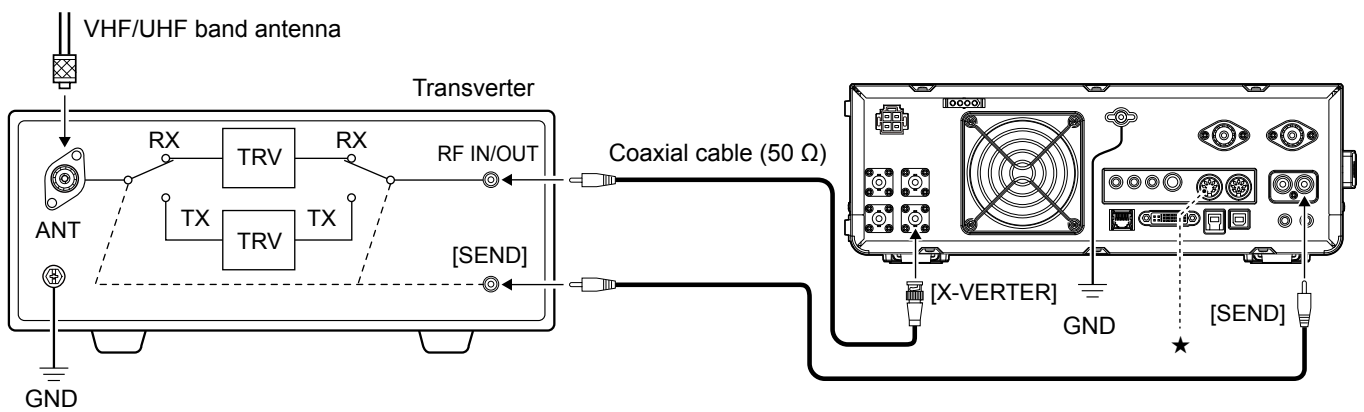 VHF/UHF band antenna
Transverter
RX
RX
TRV
RF IN/OUT
Coaxial cable (50 Ω)
ANT
TX
TX
TRV
[SEND]
[X-VERTER]
GND
[SEND]
★
GND